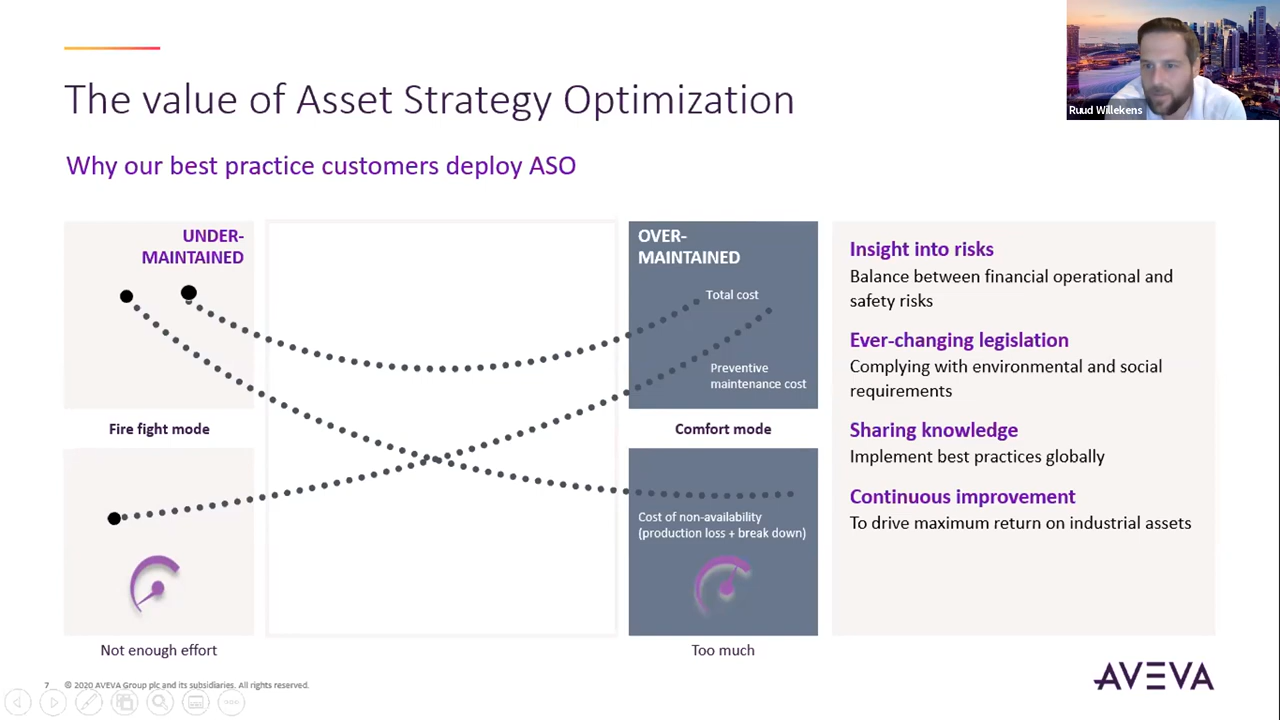 Ruud Willekens
The value of Asset Strategy Optimization
Why our best practice customers deploy ASO
UNDER-
MAINTAINED
Fire fight mode
Not enough effort
OVER-
MAINTAINED
Total cost
Preventive
maintenance cost
Comfort mode
Cost of non-availability
(production loss + break down)
Too much
Insight into risks
Balance between financial operational and
safety risks
Ever-changing legislation
Complying with environmental and social
requirements
Sharing knowledge
Implement best practices globally
Continuous improvement
To drive maximum return on industrial assets
7 © 2020 AVEVA Group plc and its subsidiaries. All rights reserved.
AVEVA